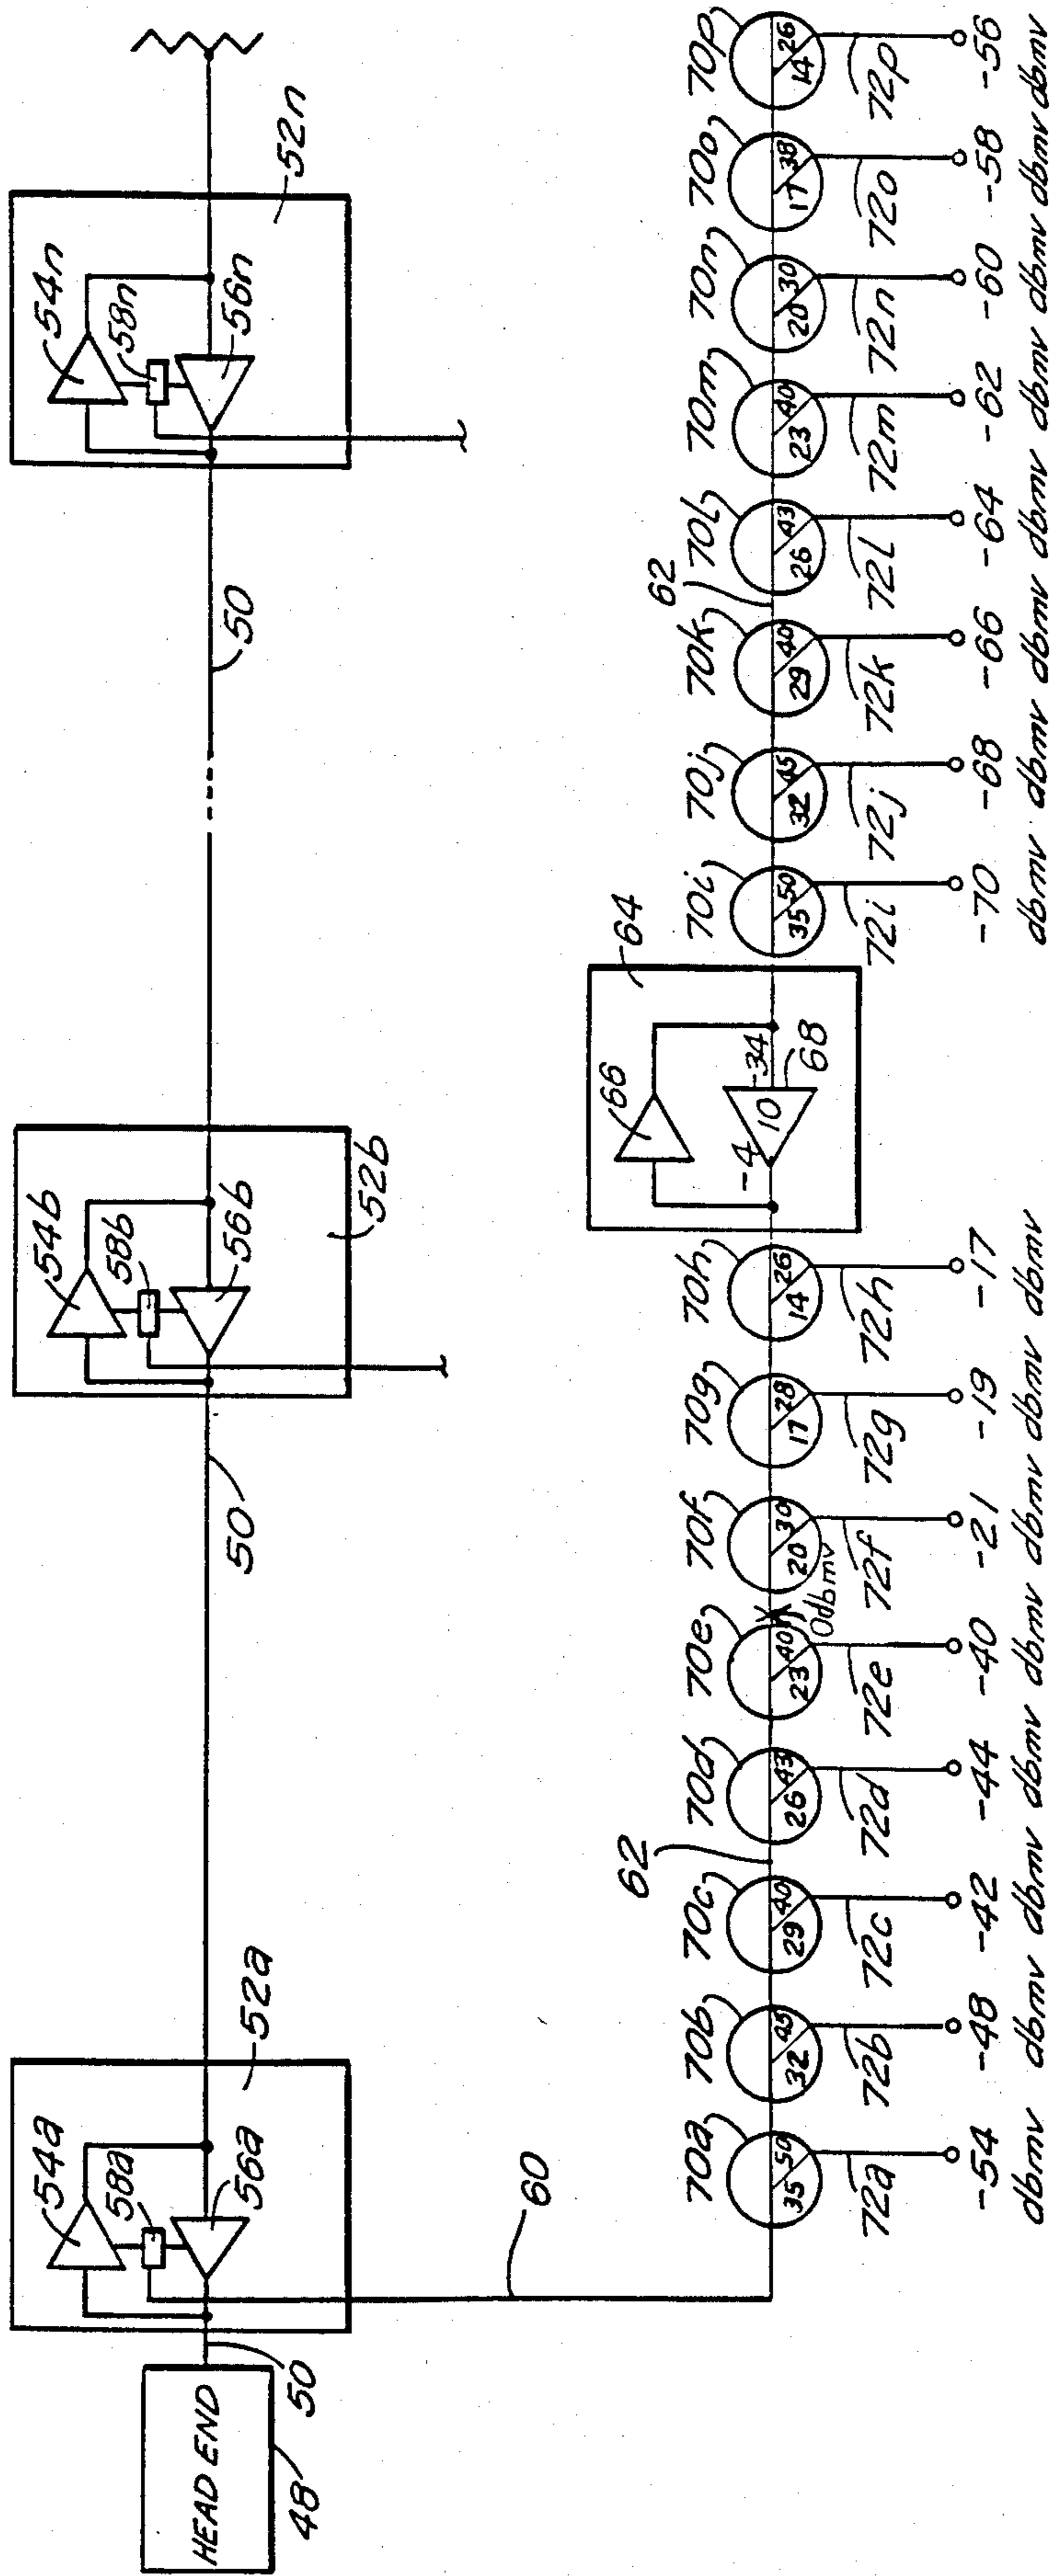 HEAD END
48
50
54a
58a
56a
52a
50
54b
58b
56b
52b
50
54n
58n
56n
52n
60
62
64
66
-4
10
-34
68
62
70a 70b 70c 70d 70e 70f 70g 70h 70i 70j 70k 70l 70m 70n 70o 70p
35 50
32 45
29 40
26 43
23 40
20 30
17 28
14 26
35 50
32 45
29 40
26 43
23 40
20 30
17 38
14 26
X
0dbmv
72a 72b 72c 72d 72e 72f 72g 72h 72i 72j 72k 72l 72m 72n 72o 72p
-54 -48 -42 -44 -40 -21 -19 -17 -70 -68 -66 -64 -62 -60 -58 -56
dbmv dbmv dbmv dbmv dbmv dbmv dbmv dbmv dbmv dbmv dbmv dbmv dbmv dbmv dbmv dbmv